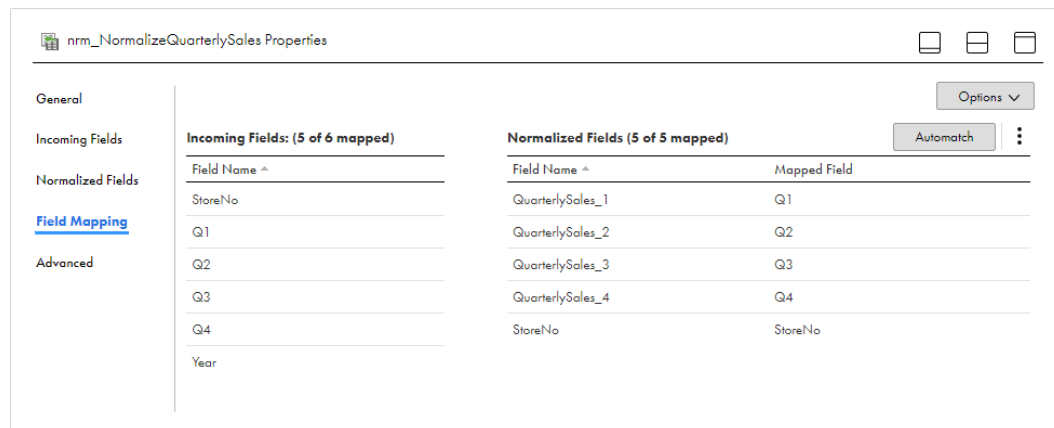 nrm_NormalizeQuarterlySales Properties
General
Incoming Fields
Normalized Fields
Field Mapping
Advanced
Options
Incoming Fields: (5 of 6 mapped)
Field Name
StoreNo
Q1
Q2
Q3
Q4
Year
Normalized Fields (5 of 5 mapped)
Automatch
Field Name Mapped Field
QuarterlySales_1 Q1
QuarterlySales_2 Q2
QuarterlySales_3 Q3
QuarterlySales_4 Q4
StoreNo StoreNo